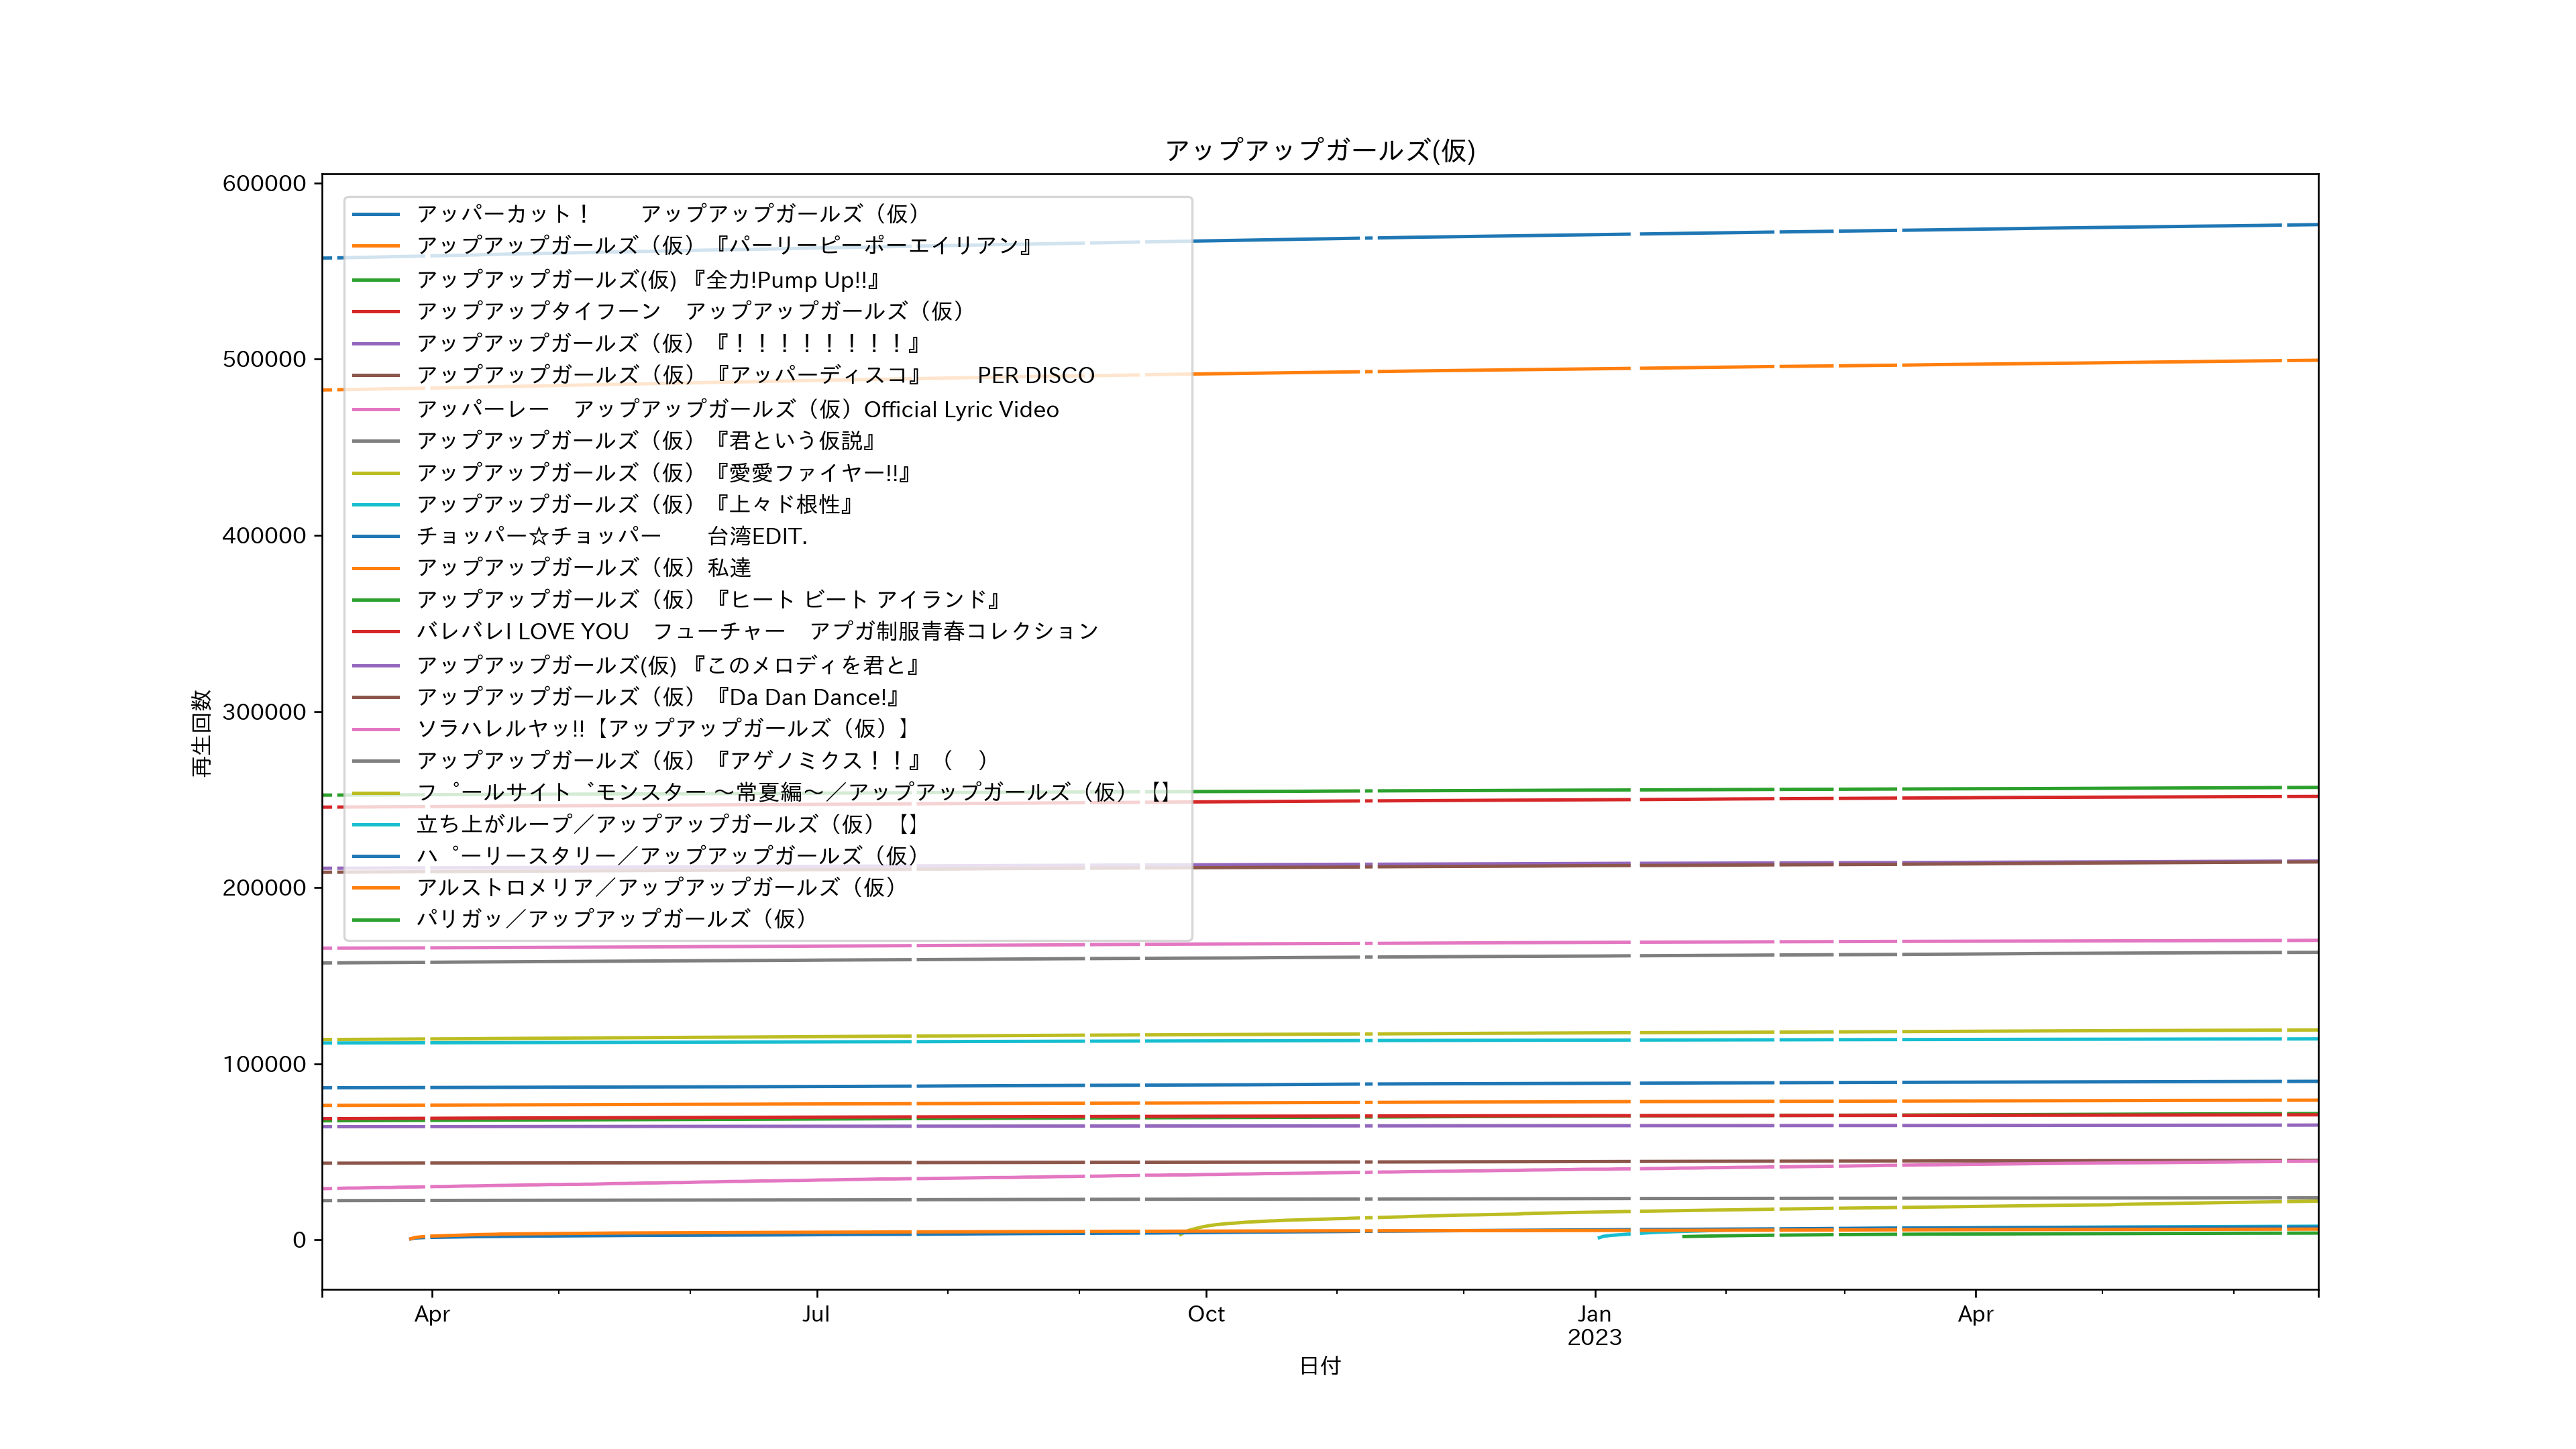 アップアップガールズ(仮)
600000
500000
400000
300000
200000
100000
0
再生回数
アッパーカット！　　アップアップガールズ（仮）
アップアップガールズ（仮）『パーリーピーポーエイリアン』
アップアップガールズ(仮) 『全力!Pump Up!!』
アップアップタイフーン　アップアップガールズ（仮）
アップアップガールズ（仮）『！！！！！！！！』
アップアップガールズ（仮）『アッパーディスコ』　　PER DISCO
アッパーレー　アップアップガールズ（仮）Official Lyric Video
アップアップガールズ（仮）『君という仮説』
アップアップガールズ（仮）『愛愛ファイヤー!!』
アップアップガールズ（仮）『上々ド根性』
チョッパー☆チョッパー　　台湾EDIT.
アップアップガールズ（仮）私達
アップアップガールズ（仮）『ヒート ビート アイランド』
バレバレI LOVE YOU　フューチャー　アプガ制服青春コレクション
アップアップガールズ(仮) 『このメロディを君と』
アップアップガールズ（仮）『Da Dan Dance!』
ソラハレルヤッ!!【アップアップガールズ（仮）】
アップアップガールズ（仮）『アゲノミクス！！』（　）
フ゜ールサイト゛モンスター ～常夏編～／アップアップガールズ（仮）【】
立ち上がループ／アップアップガールズ（仮）【】
ハ゜ーリースタリー／アップアップガールズ（仮）
アルストロメリア／アップアップガールズ（仮）
パリガッ／アップアップガールズ（仮）
Apr
Jul
Oct
Jan
2023
Apr
日付